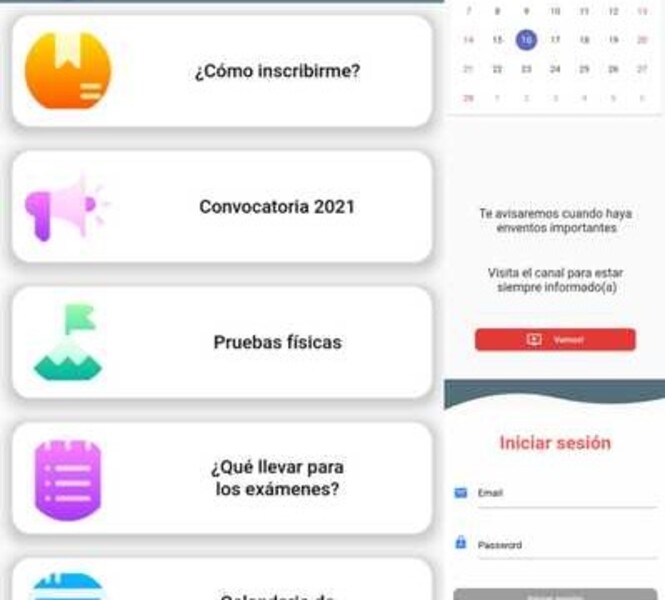 ¿Cómo inscribirme?
Convocatoria 2021
Pruebas físicas
¿Qué llevar para
los exámenes?
Calendario de
7 8 9 10 11 12 13
14 15 16 17 18 19 20
21 22 23 24 25 26 27
28 1 2 3 4 5 6
Te avisaremos cuando haya
enventos importantes
Visita el canal para estar
siempre informado(a)
Vamos!
Iniciar sesión
Email
Password